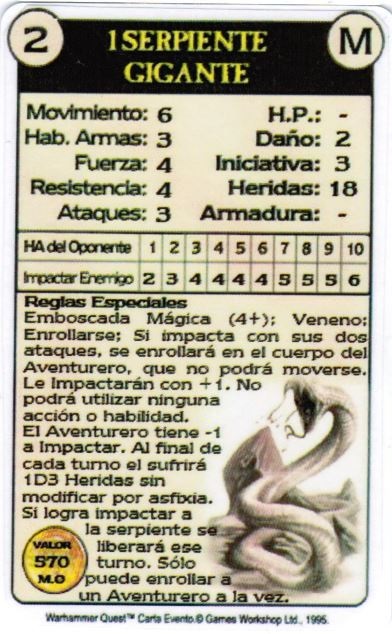 2
1 SERPIENTE
GIGANTE
M
Movimiento: 6 H.P.: -
Hab. Armas: 3 Daño: 2
Fuerza: 4 Iniciativa: 3
Resistencia: 4 Heridas: 18
Ataques: 3 Armadura: -
HA del Oponente 1 2 3 4 5 6 7 8 9 10
Impactar Enemigo 2 3 4 4 4 4 5 5 5 6
Reglas Especiales
Emboscada Mágica (4+); Veneno;
Enrollarse; Si impacta con sus dos
ataques, se enrollará en el cuerpo del
Aventurero, que no podrá moverse.
Le Impactarán con +1. No
podrá utilizar ninguna
acción o habilidad.
El Aventurero tiene -1
a Impactar. Al final de
cada turno el sufrirá
1D3 Heridas sin
modificar por asfixia.
Si logra impactar a
la serpiente se
liberará ese
turno. Sólo
puede enrollar a
un Aventurero a la vez.
VALOR
570
M.O
Warhammer Quest™ Carta Evento.© Games Workshop Ltd., 1995.